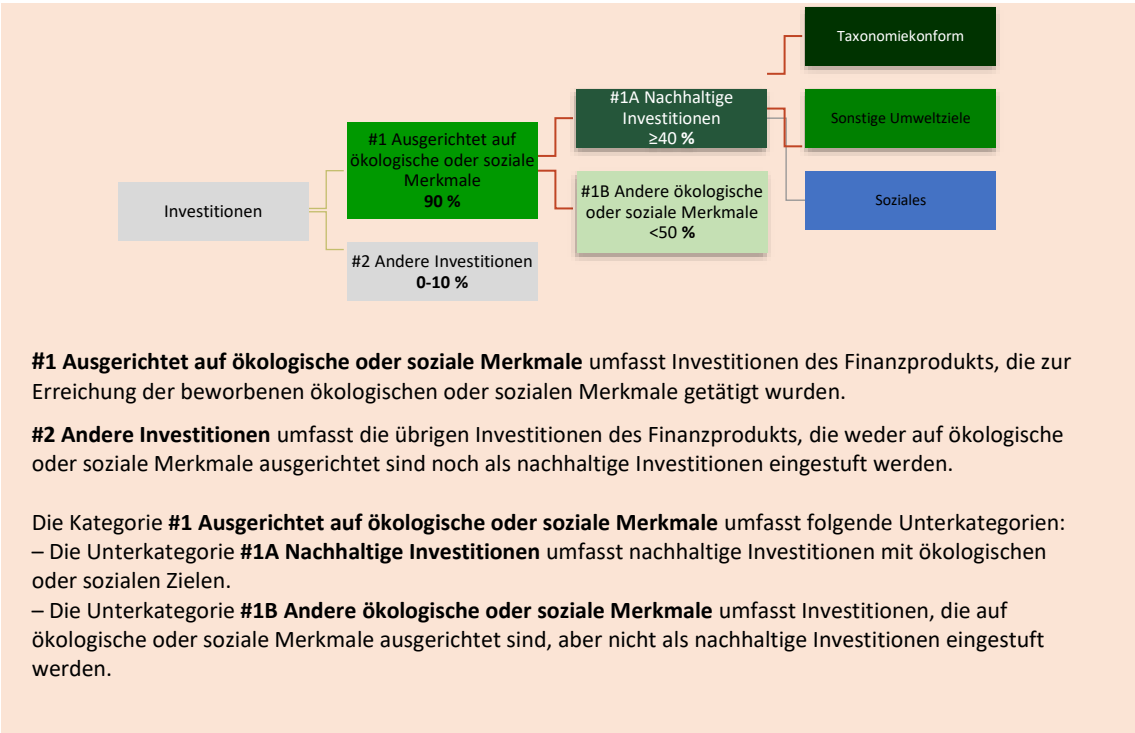 Taxonomiekonform
#1A Nachhaltige
Investitionen
≥40 %
Sonstige Umweltziele
#1 Ausgerichtet auf
ökologische oder soziale
Merkmale
90 %
#1B Andere ökologische
oder soziale Merkmale
<50 %
Soziales
Investitionen
#2 Andere Investitionen
0-10 %
#1 Ausgerichtet auf ökologische oder soziale Merkmale umfasst Investitionen des Finanzprodukts, die zur
Erreichung der beworbenen ökologischen oder sozialen Merkmale getätigt wurden.
#2 Andere Investitionen umfasst die übrigen Investitionen des Finanzprodukts, die weder auf ökologische
oder soziale Merkmale ausgerichtet sind noch als nachhaltige Investitionen eingestuft werden.
Die Kategorie #1 Ausgerichtet auf ökologische oder soziale Merkmale umfasst folgende Unterkategorien:
– Die Unterkategorie #1A Nachhaltige Investitionen umfasst nachhaltige Investitionen mit ökologischen
oder sozialen Zielen.
– Die Unterkategorie #1B Andere ökologische oder soziale Merkmale umfasst Investitionen, die auf
ökologische oder soziale Merkmale ausgerichtet sind, aber nicht als nachhaltige Investitionen eingestuft
werden.